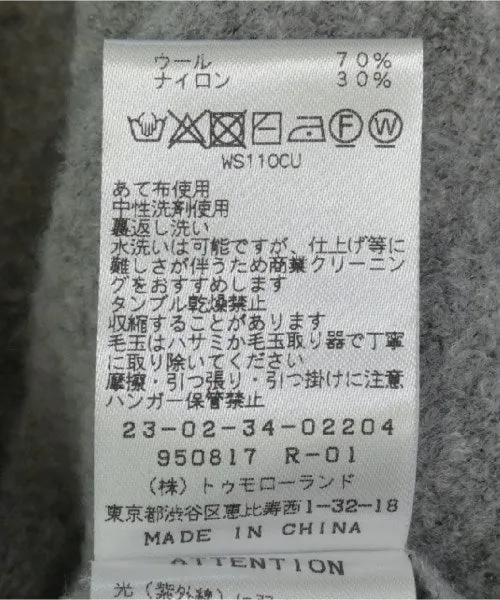 ウール 70%
ナイロン 30%
F W
WS110CU
あて布使用
中性洗剤使用
裏返し洗い
水洗いは可能ですが、仕上げ等に
難しさが伴うため商業クリーニン
グをおすすめします
タンブル乾燥禁止
収縮することがあります
毛玉はハサミか毛玉取り器で丁寧
に取り除いてください
摩擦・引つ張り・引つ掛けに注意
ハンガー保管禁止
23-02-34-02204
950817 R-01
(株)トゥモローランド
東京都渋谷区恵比寿西1-32-18
MADE IN CHINA
ATTENTION
光(紫外線)に弱